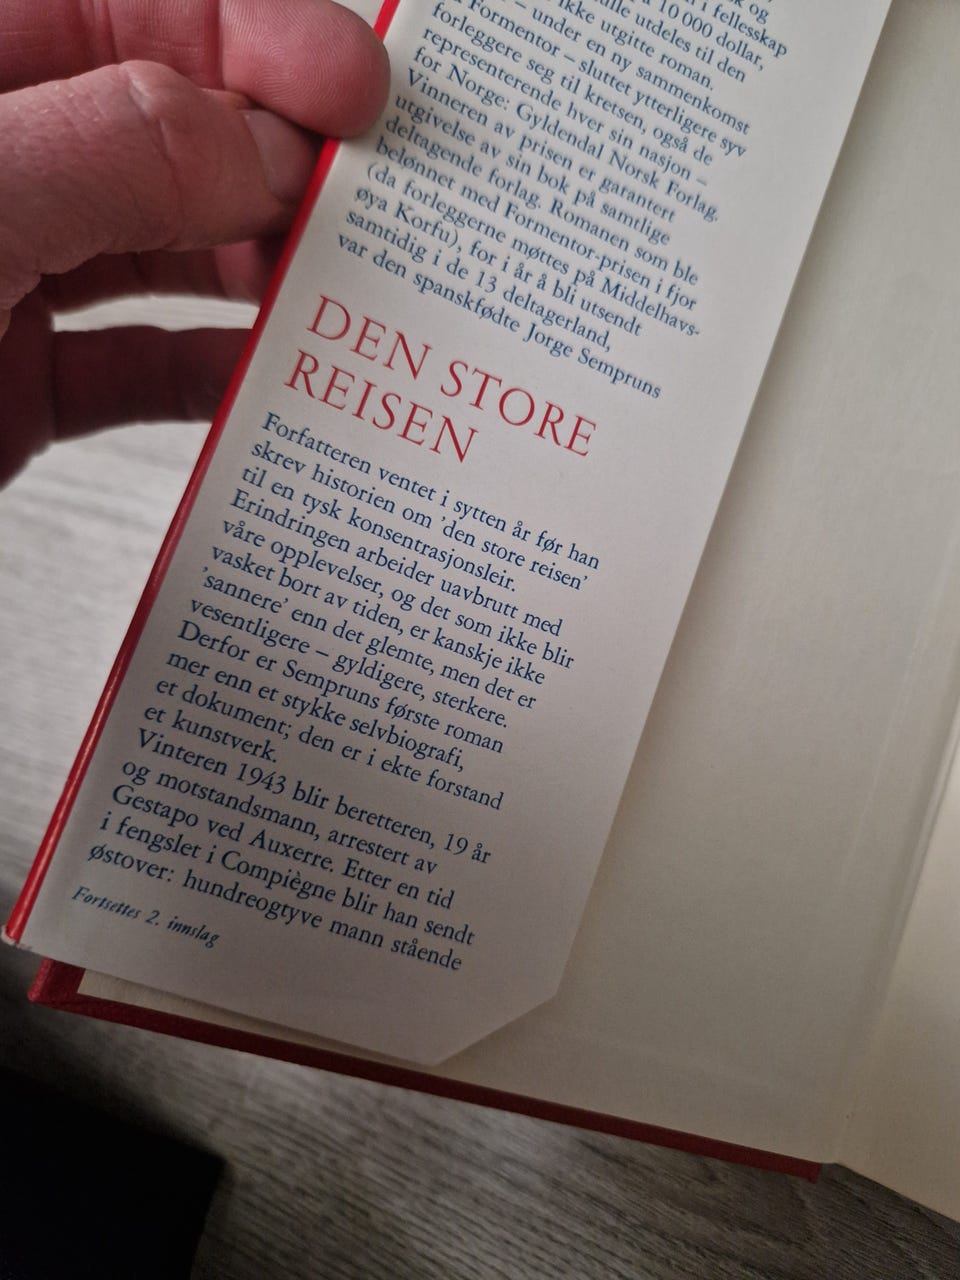 og
i fellesskap
10 000 dollar,
utdeles til den
ikke utgitte roman.
– under en ny sammenkomst
Formentor – sluttet ytterligere syv
forleggere seg til kretsen, også de
representerende hver sin nasjon –
for Norge: Gyldendal Norsk Forlag.
Vinneren av prisen er garantert
utgivelse av sin bok på samtlige
deltagende forlag. Romanen som ble
belønnet med Formentor-prisen i fjor
(da forleggerne møttes på Middelhavs-
øya Korfu), for i år å bli utsendt
samtidig i de 13 deltagerland,
var den spanskfødte Jorge Sempruns
DEN STORE
REISEN
Forfatteren ventet i sytten år før han
skrev historien om 'den store reisen'
til en tysk konsentrasjonsleir.
Erindringen arbeider uavbrutt med
våre opplevelser, og det som ikke blir
vasket bort av tiden, er kanskje ikke
'sannere' enn det glemte, men det er
vesentligere – gyldigere, sterkere.
Derfor er Sempruns første roman
mer enn et stykke selvbiografi,
et dokument; den er i ekte forstand
et kunstverk.
Vinteren 1943 blir beretteren, 19 år
og motstandsmann, arrestert av
Gestapo ved Auxerre. Etter en tid
i fengslet i Compiègne blir han sendt
østover: hundreogtyve mann stående
Fortsettes 2. innslag